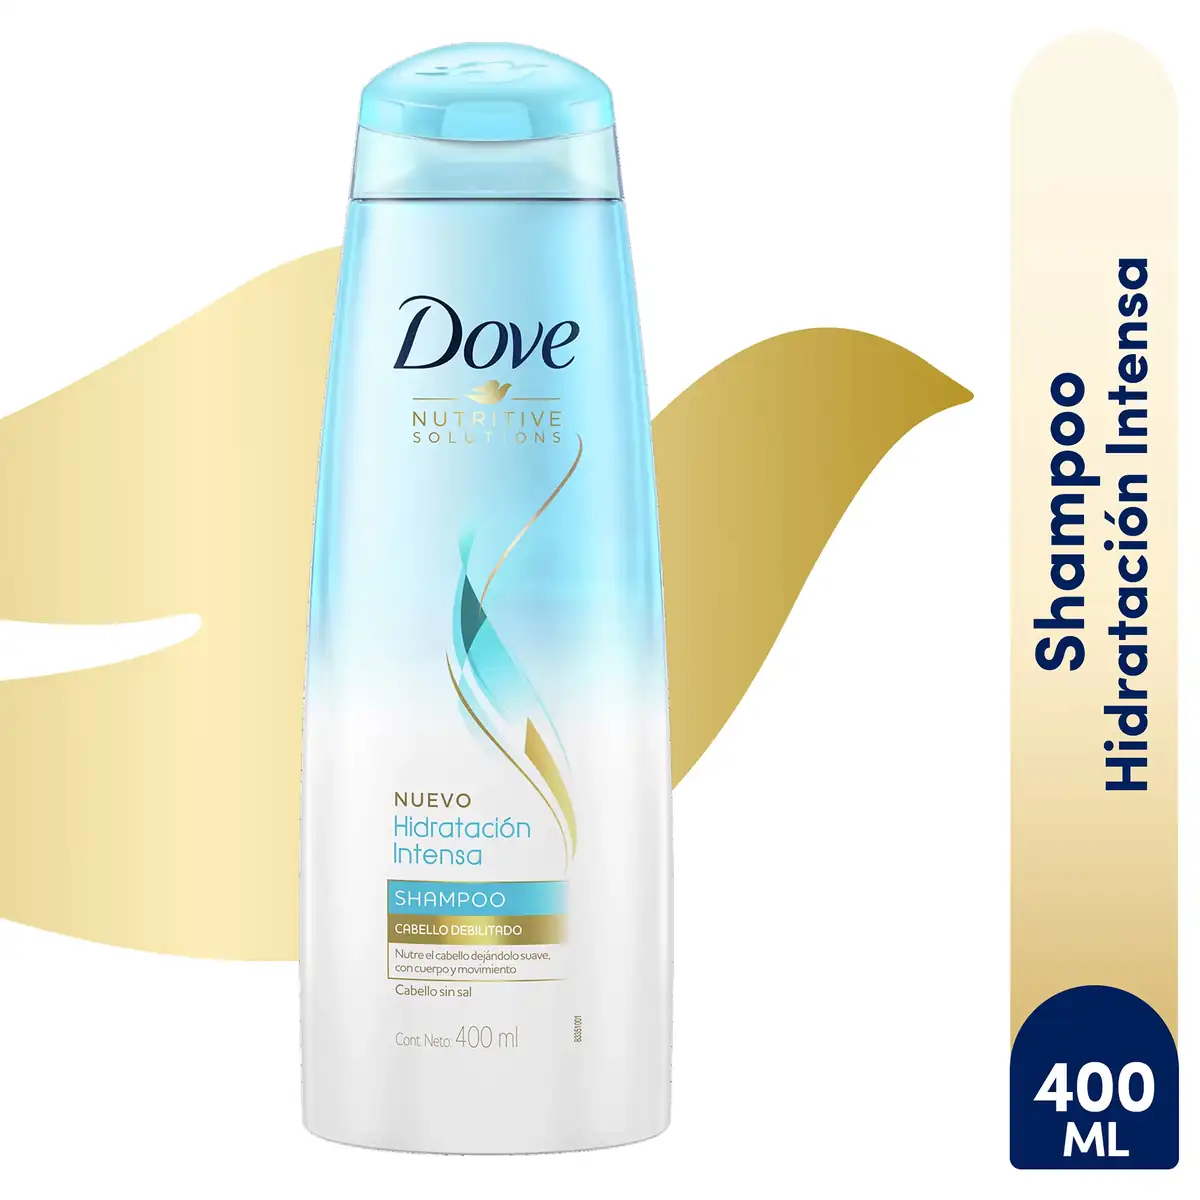 Dove
NUTRITIVE
SOLUTIONS
NUEVO
Hidratación
Intensa
SHAMPOO
CABELLO DEBILITADO
Nutre el cabello dejándolo suave,
con cuerpo y movimiento
Cabello sin sal
Cont. Neto: 400 ml
83351001
Shampoo
Hidratación Intensa
400
ML